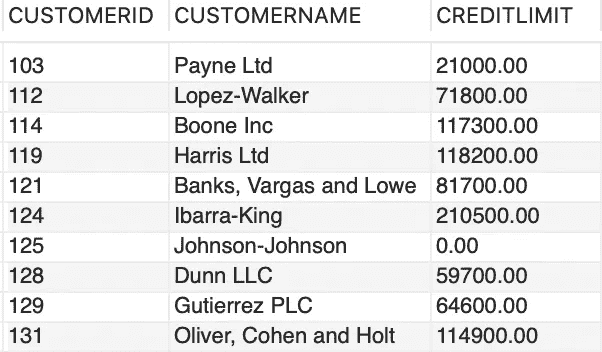 CUSTOMERID CUSTOMERNAME CREDITLIMIT
103 Payne Ltd 21000.00
112 Lopez-Walker 71800.00
114 Boone Inc 117300.00
119 Harris Ltd 118200.00
121 Banks, Vargas and Lowe 81700.00
124 Ibarra-King 210500.00
125 Johnson-Johnson 0.00
128 Dunn LLC 59700.00
129 Gutierrez PLC 64600.00
131 Oliver, Cohen and Holt 114900.00